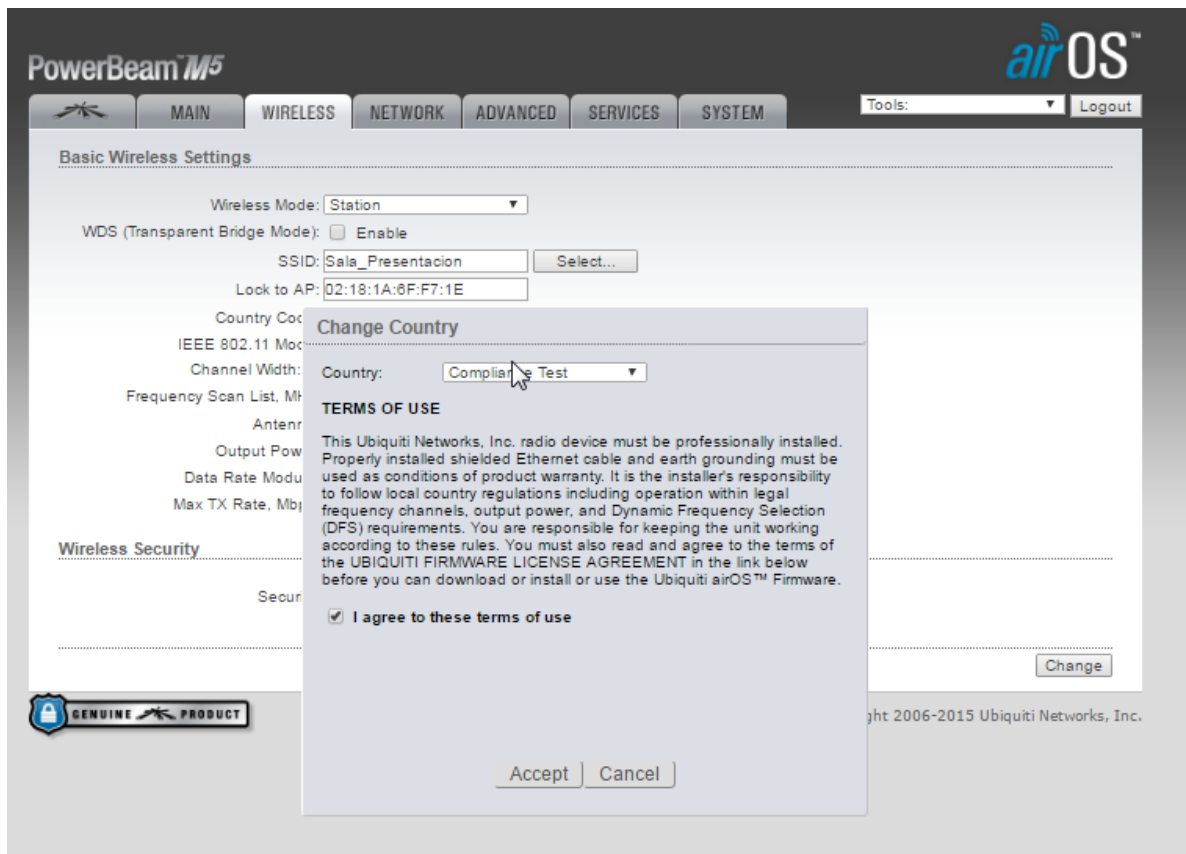 PowerBeam™M5
airOS™
MAIN WIRELESS NETWORK ADVANCED SERVICES SYSTEM Tools: Logout
Basic Wireless Settings
Wireless Mode: Station
WDS (Transparent Bridge Mode): Enable
SSID: Sala_Presentacion Select...
Lock to AP: 02:18:1A:6F:F7:1E
Country Coc
IEEE 802.11 Moc
Channel Width:
Frequency Scan List, MH
Antenr
Output Pow
Data Rate Modu
Max TX Rate, Mbp
Wireless Security
Securi
Change Country
Country: Compliance Test
TERMS OF USE
This Ubiquiti Networks, Inc. radio device must be professionally installed.
Properly installed shielded Ethernet cable and earth grounding must be
used as conditions of product warranty. It is the installer's responsibility
to follow local country regulations including operation within legal
frequency channels, output power, and Dynamic Frequency Selection
(DFS) requirements. You are responsible for keeping the unit working
according to these rules. You must also read and agree to the terms of
the UBIQUITI FIRMWARE LICENSE AGREEMENT in the link below
before you can download or install or use the Ubiquiti airOS™ Firmware.
I agree to these terms of use
Accept Cancel
Change
GENUINE PRODUCT
ght 2006-2015 Ubiquiti Networks, Inc.